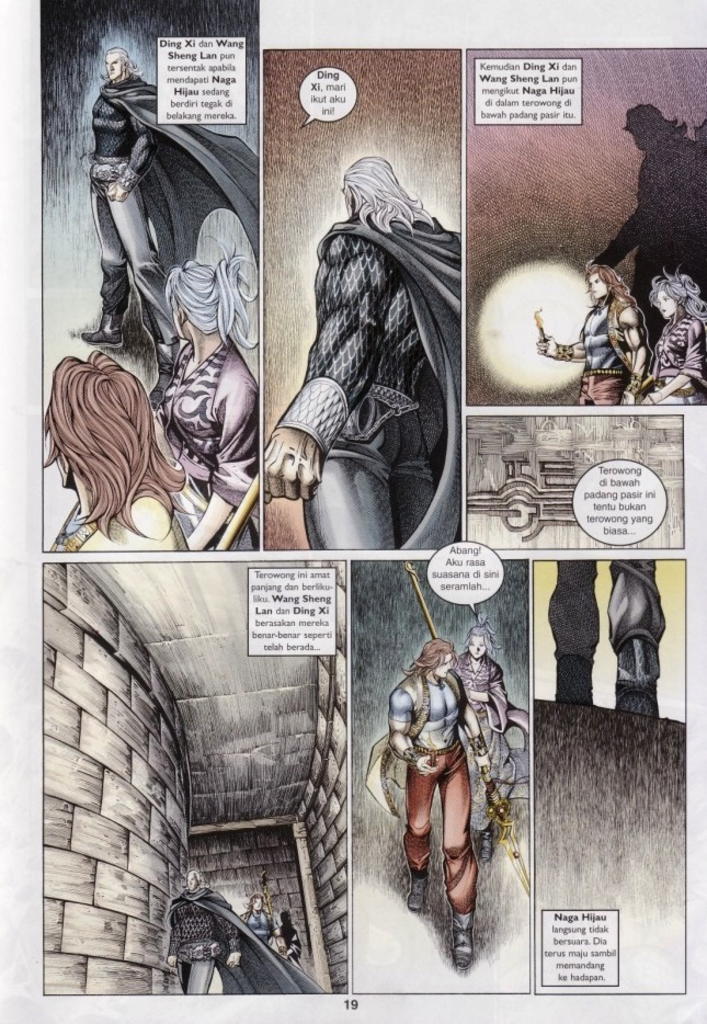 Ding Xi dan Wang
Sheng Lan pun
tersentak apabila
mendapati Naga
Hijau sedang
berdiri tegak di
belakang mereka.
Ding
Xi, mari
ikut aku
ini!
Kemudian Ding Xi dan
Wang Sheng Lan pun
mengikut Naga Hijau
di dalam terowong di
bawah padang pasir itu.
Terowong
di bawah
padang pasir ini
tentu bukan
terowong yang
biasa...
Terowong ini amat
panjang dan berliku-
liku. Wang Sheng
Lan dan Ding Xi
berasakan mereka
benar-benar seperti
telah berada...
Abang!
Aku rasa
suasana di sini
seramlah...
Naga Hijau
langsung tidak
bersuara. Dia
terus maju sambil
memandang
ke hadapan.
19